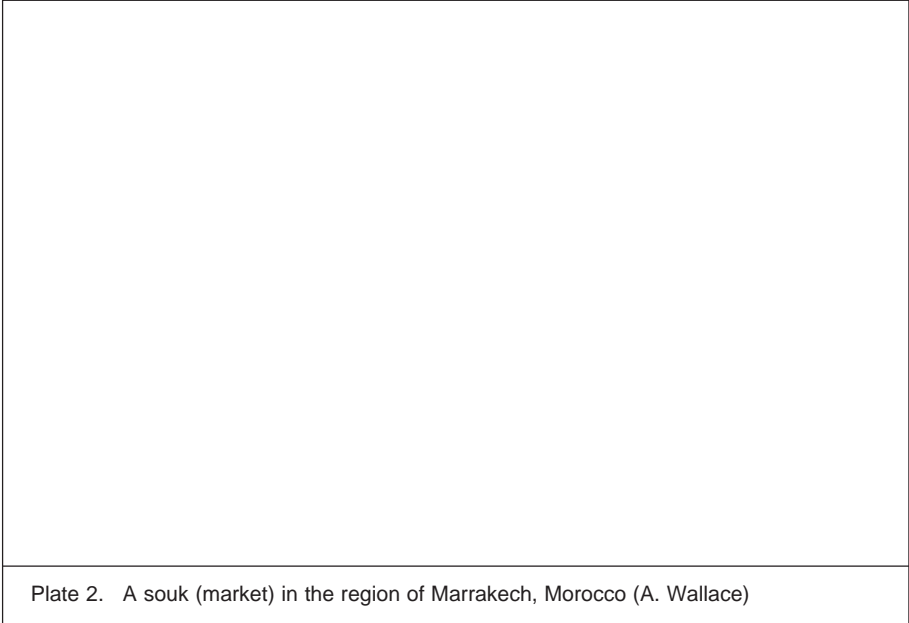 Plate 2. A souk (market) in the region of Marrakech, Morocco (A. Wallace)